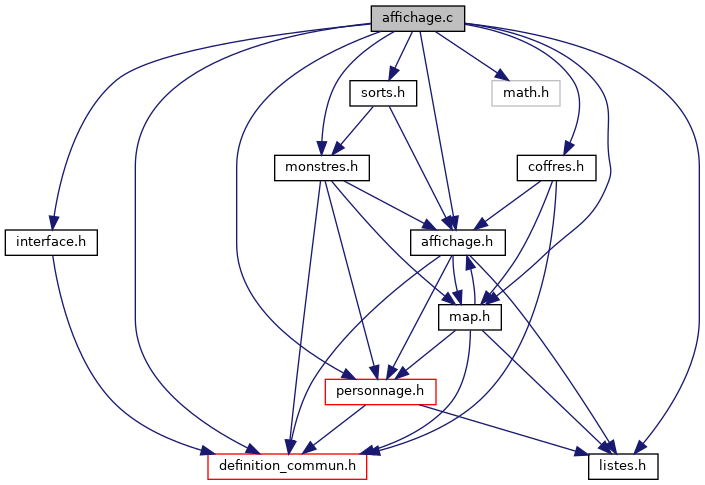 affichage.c
sorts.h
math.h
monstres.h
coffres.h
interface.h
affichage.h
map.h
personnage.h
definition_commun.h
listes.h